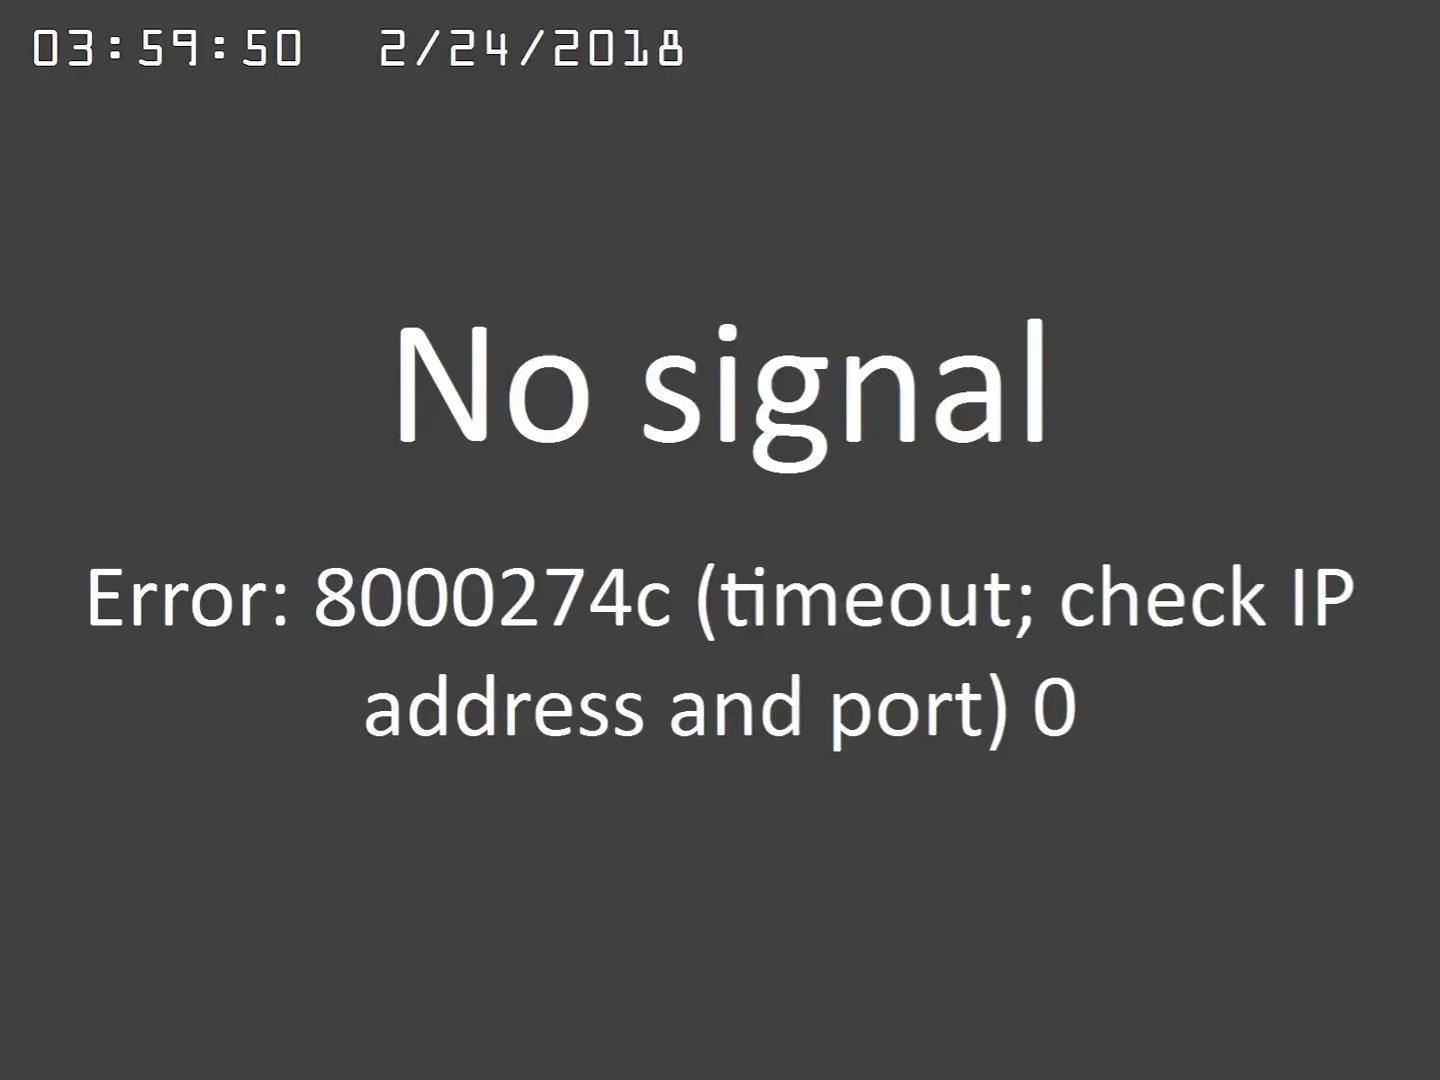 03:59:50 2/24/2018
No signal
Error: 8000274c (timeout; check IP
address and port) 0